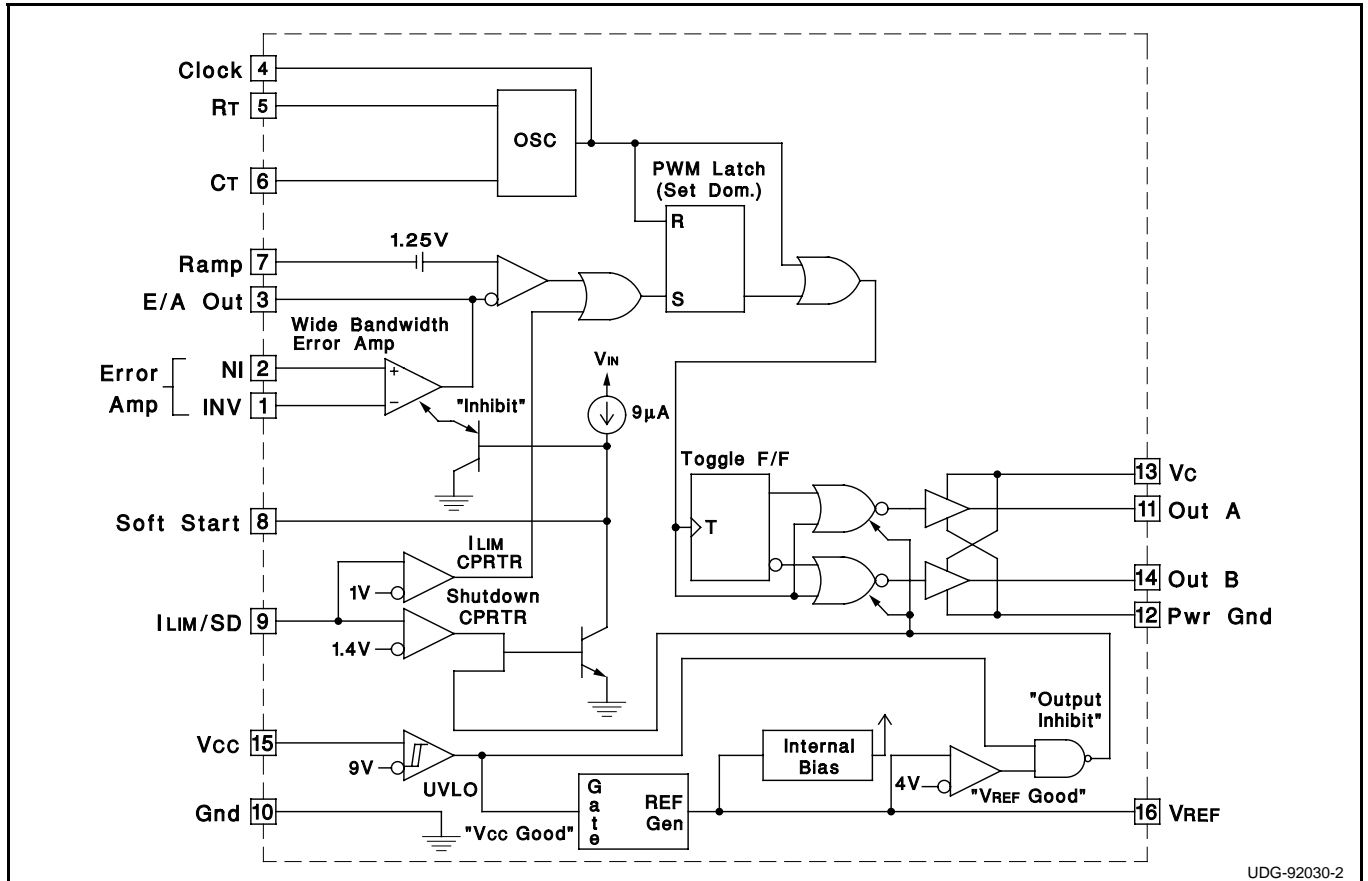 Clock 4
RT 5
OSC
PWM Latch
(Set Dom.)
CT 6
R
S
1.25V
Ramp 7
E/A Out 3
Wide Bandwidth
Error Amp
Error
Amp
NI 2
INV 1
+
−
"Inhibit"
VIN
9µA
Toggle F/F
T
13 Vc
11 Out A
14 Out B
12 Pwr Gnd
Soft Start 8
ILIM
CPRTR
1V
Shutdown
CPRTR
ILIM/SD 9
1.4V
"Output
Inhibit"
Vcc 15
9V
UVLO
Internal
Bias
4V
"VREF Good"
Gnd 10
"Vcc Good"
Gate
REF
Gen
16 VREF
UDG-92030-2